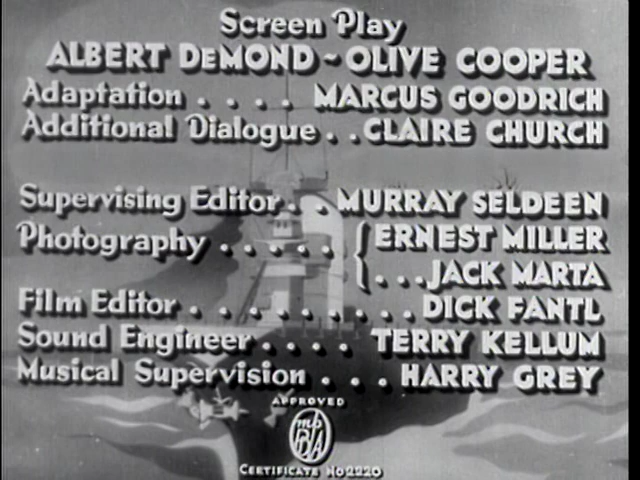 Screen Play
ALBERT DeMOND ~ OLIVE COOPER
Adaptation . . . . MARCUS GOODRICH
Additional Dialogue . . CLAIRE CHURCH
Supervising Editor . . MURRAY SELDEEN
Photography . . . . . { ERNEST MILLER
{ . . . JACK MARTA
Film Editor . . . . . . . . . . DICK FANTL
Sound Engineer . . . . TERRY KELLUM
Musical Supervision . . . HARRY GREY
APPROVED
Certificate No 2220